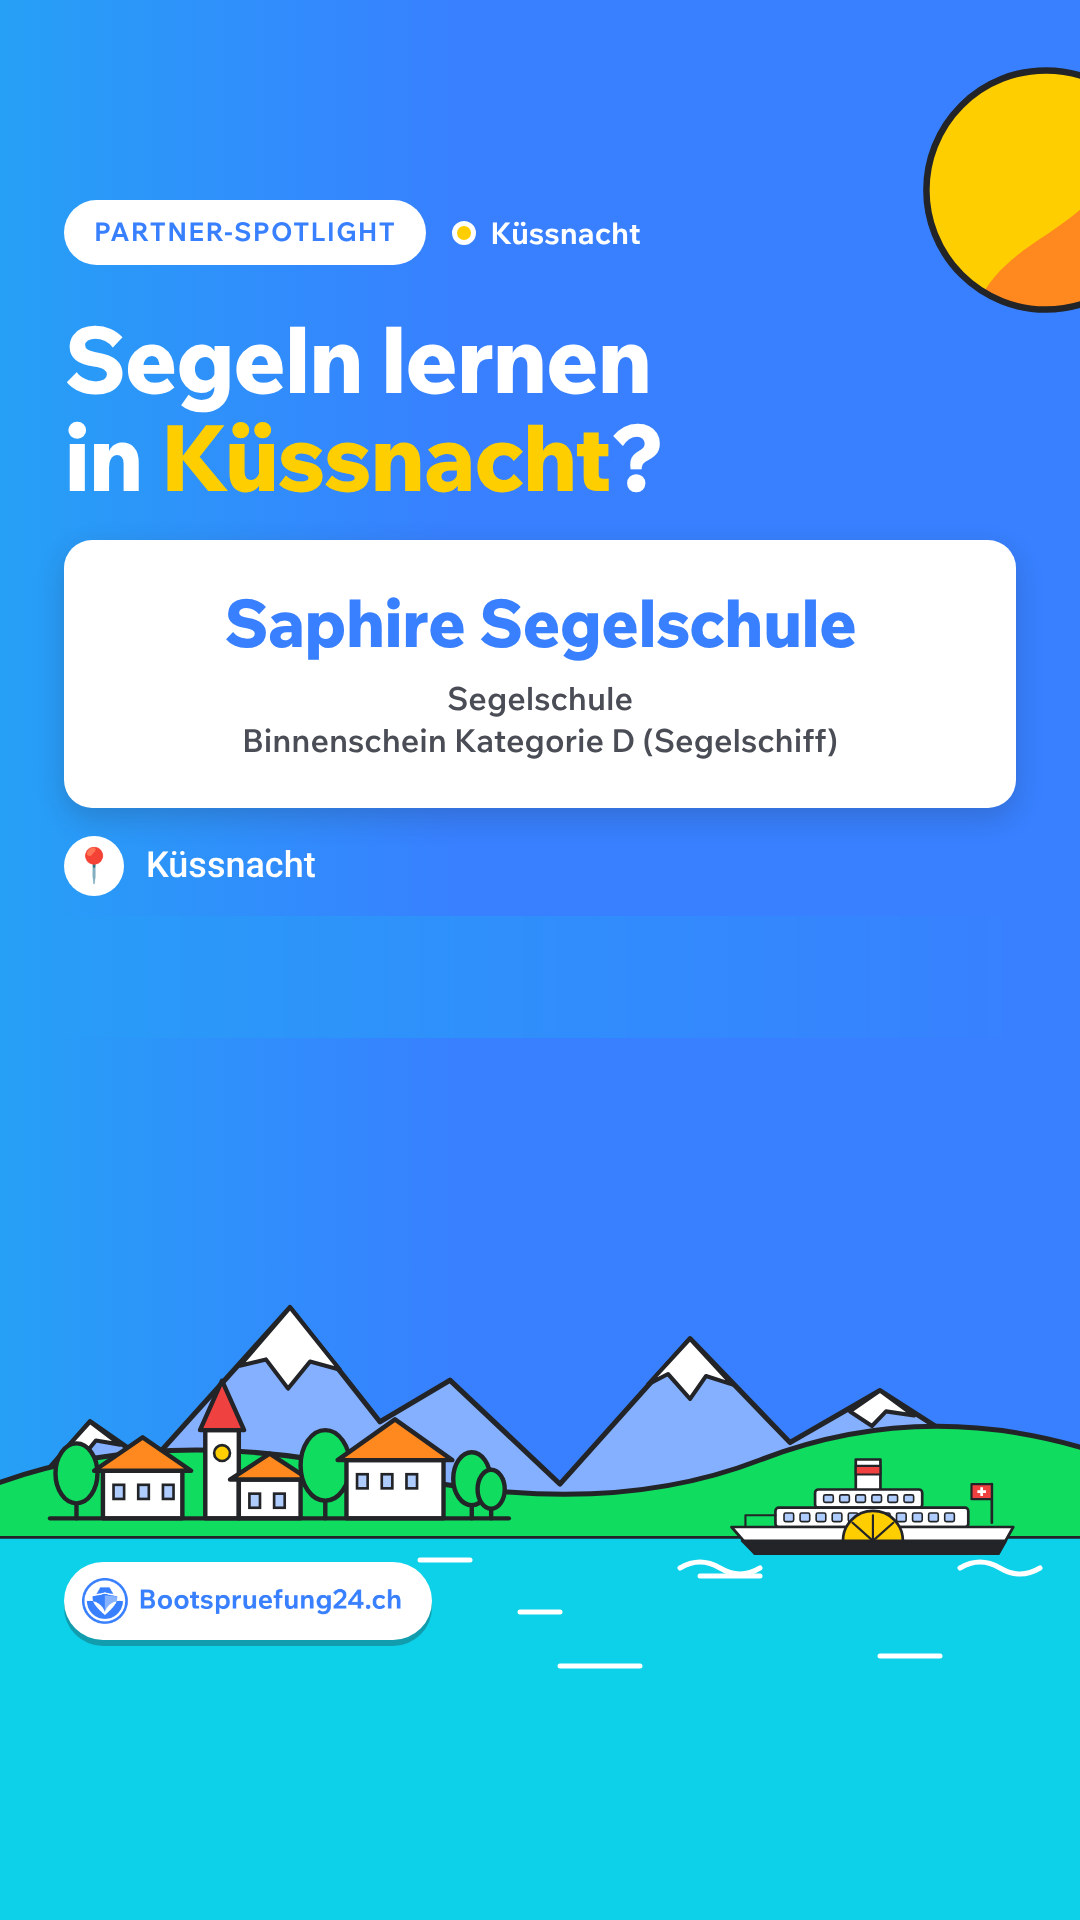 PARTNER-SPOTLIGHT
Küssnacht
Segeln lernen
in Küssnacht?
Saphire Segelschule
Segelschule
Binnenschein Kategorie D (Segelschiff)
Küssnacht
Bootspruefung24.ch